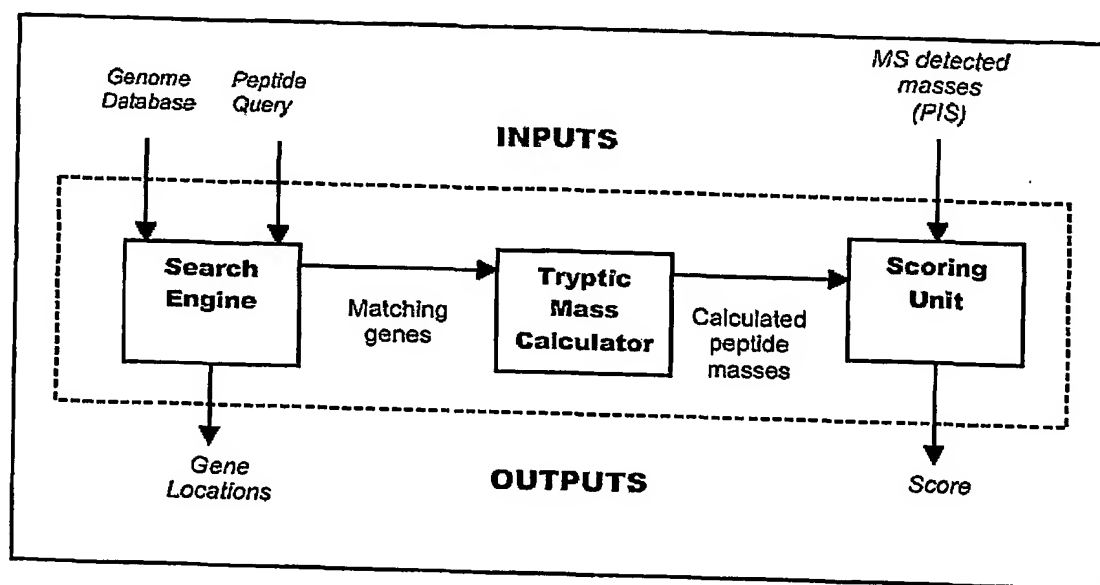 Genome
Database
Peptide
Query
MS detected
masses
(PIS)
INPUTS
Search
Engine
Matching
genes
Tryptic
Mass
Calculator
Calculated
peptide
masses
Scoring
Unit
Gene
Locations
OUTPUTS
Score